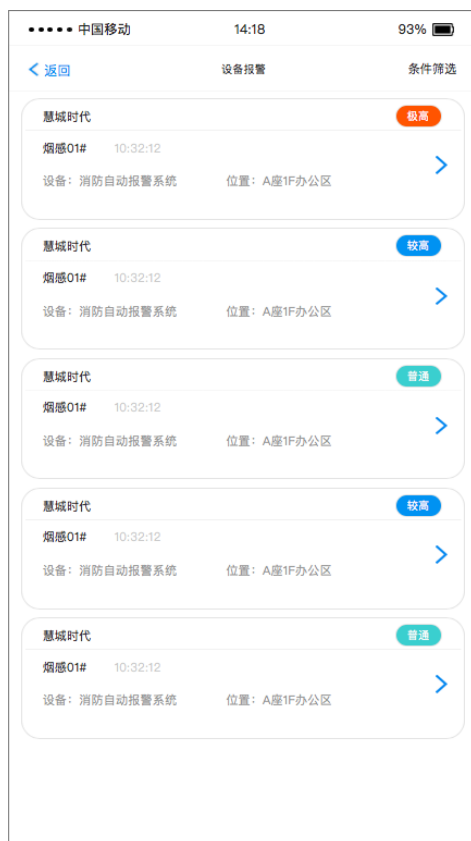 中国移动 14:18 93%
返回 设备报警 条件筛选
慧城时代 极高
烟感01# 10:32:12
设备：消防自动报警系统 位置：A座1F办公区
慧城时代 较高
烟感01# 10:32:12
设备：消防自动报警系统 位置：A座1F办公区
慧城时代 普通
烟感01# 10:32:12
设备：消防自动报警系统 位置：A座1F办公区
慧城时代 较高
烟感01# 10:32:12
设备：消防自动报警系统 位置：A座1F办公区
慧城时代 普通
烟感01# 10:32:12
设备：消防自动报警系统 位置：A座1F办公区